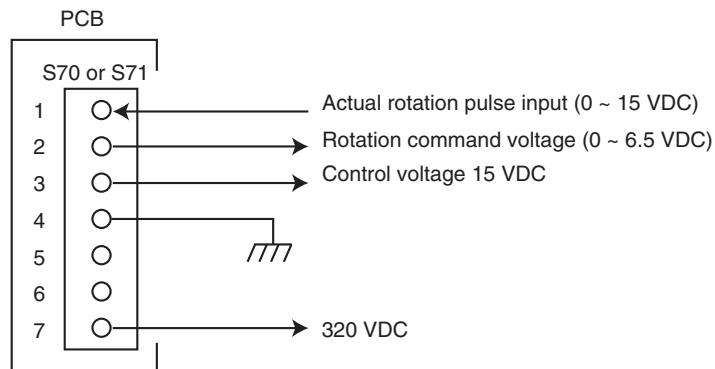 PCB
S70 or S71
1 Actual rotation pulse input (0 ~ 15 VDC)
2 Rotation command voltage (0 ~ 6.5 VDC)
3 Control voltage 15 VDC
4
5
6
7 320 VDC